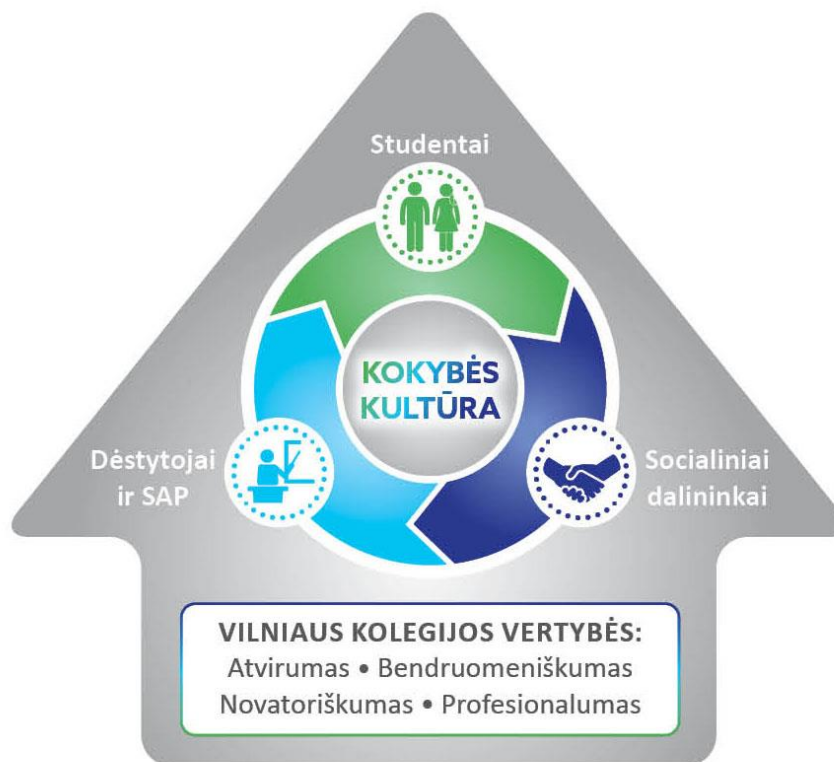 Studentai
KOKYBĖS
KULTŪRA
Dėstytojai
ir SAP
Socialiniai
dalininkai
VILNIAUS KOLEGIJOS VERTYBĖS:
Atvirumas • Bendruomeniškumas
Novatoriškumas • Profesionalumas